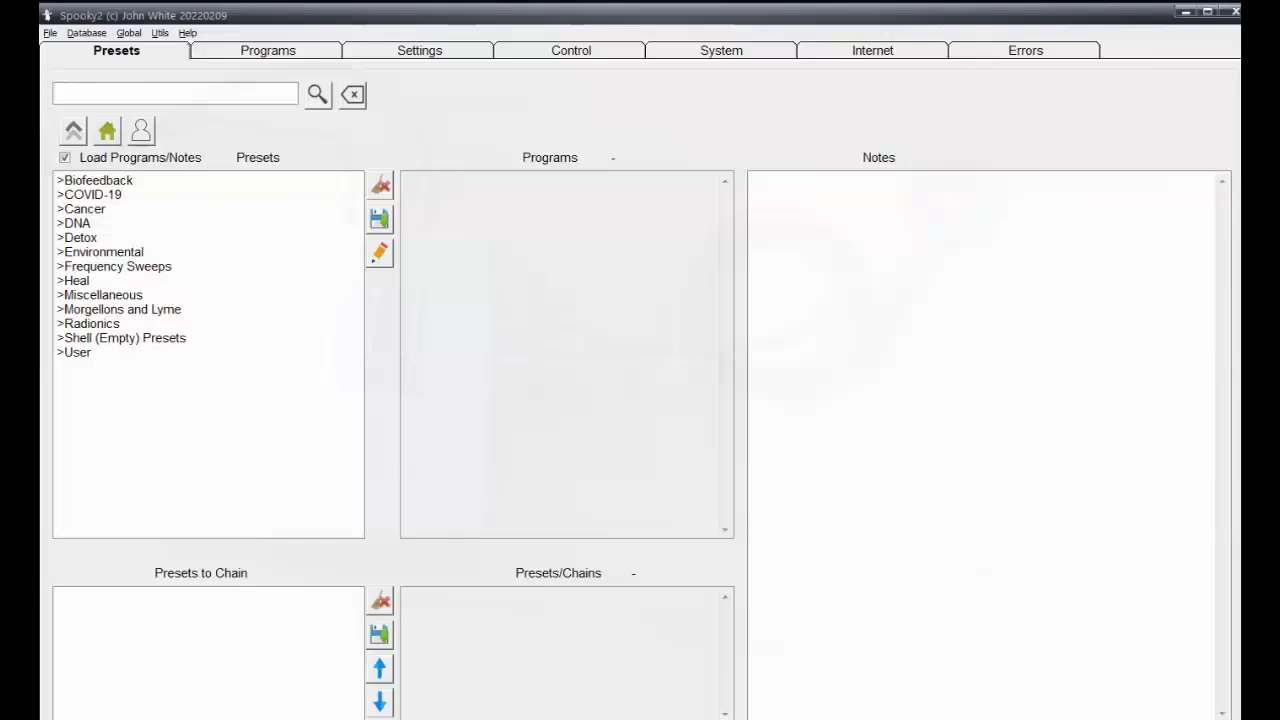 Spooky2 (c) John White 20220209
File Database Global Utils Help
Presets Programs Settings Control System Internet Errors
Load Programs/Notes Presets Programs - Notes
>Biofeedback
>COVID-19
>Cancer
>DNA
>Detox
>Environmental
>Frequency Sweeps
>Heal
>Miscellaneous
>Morgellons and Lyme
>Radionics
>Shell (Empty) Presets
>User
Presets to Chain Presets/Chains -